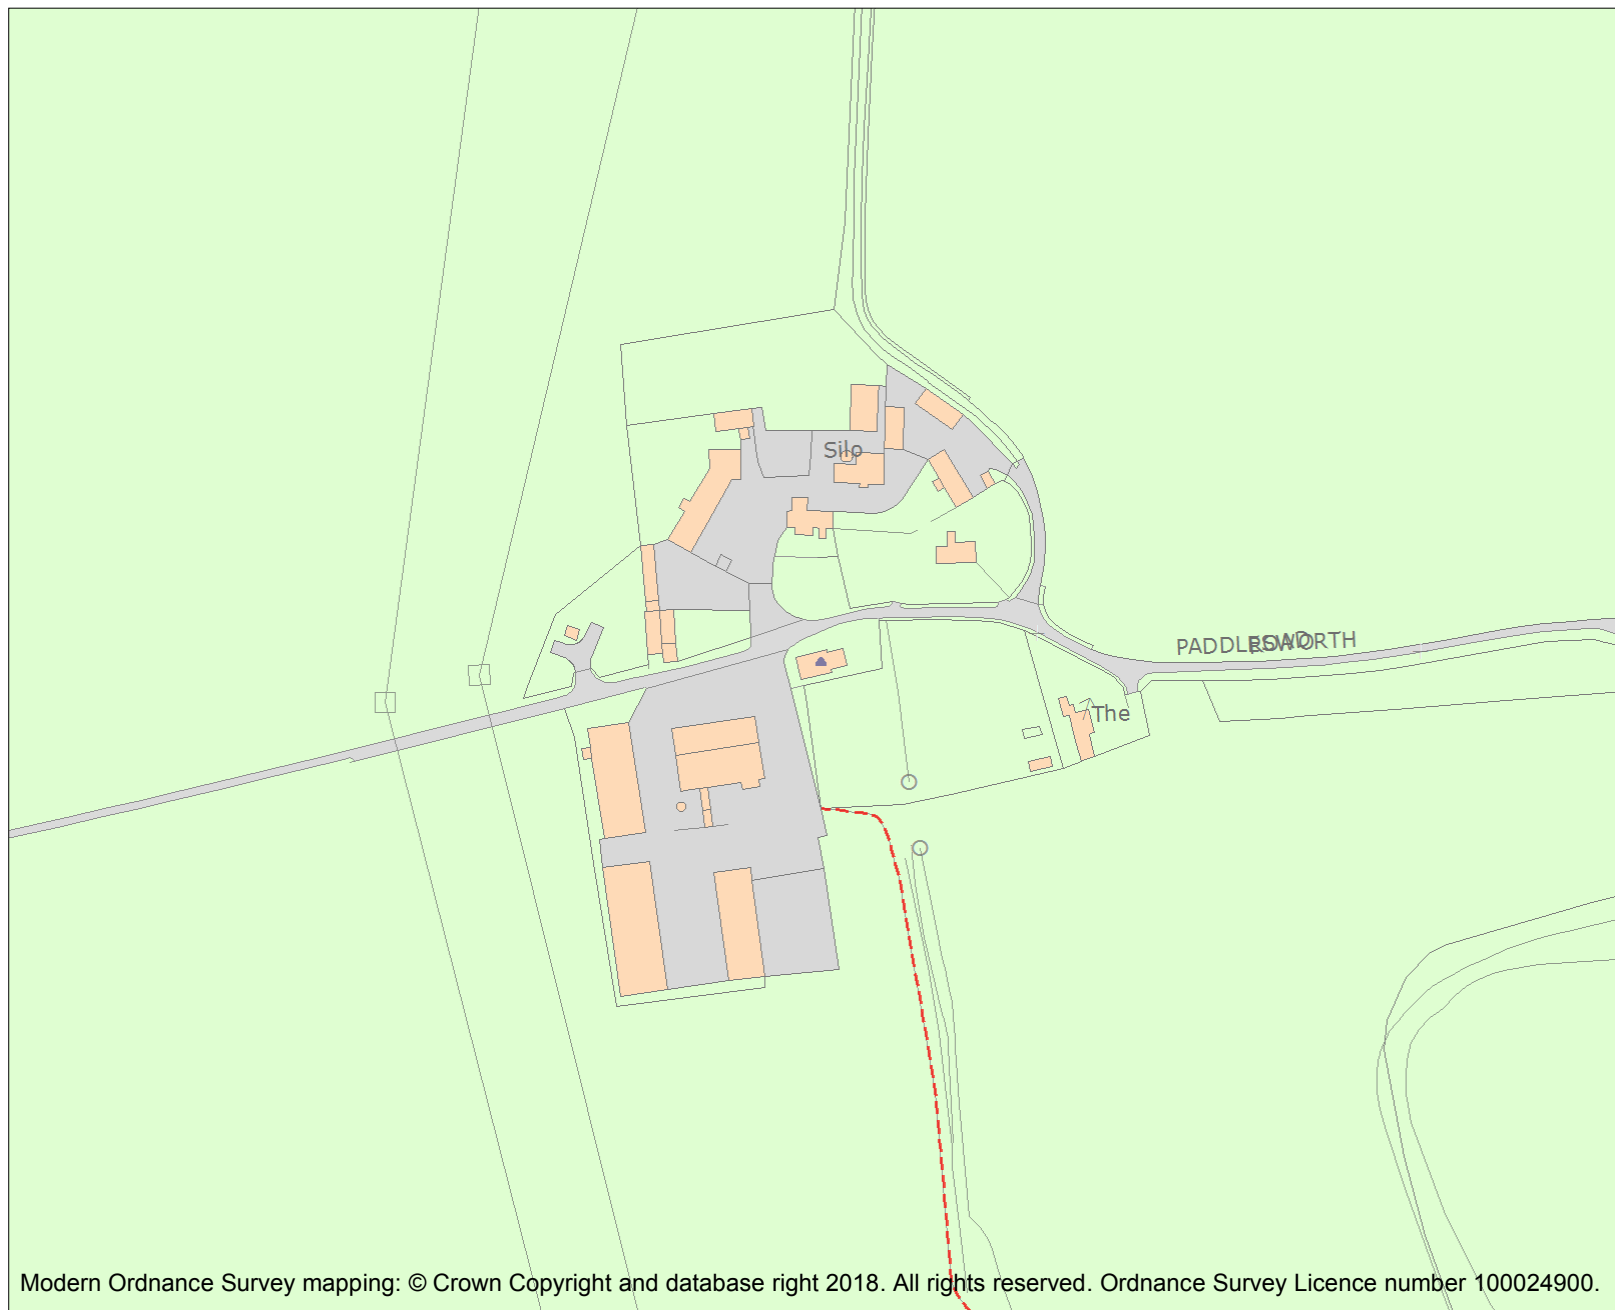 Silo
PADDLESWORTH
ROAD
The
Modern Ordnance Survey mapping: © Crown Copyright and database right 2018. All rights reserved. Ordnance Survey Licence number 100024900.